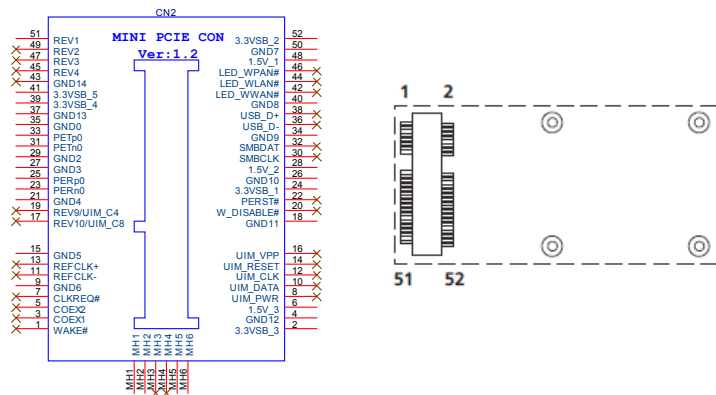 CN2
MINI PCIE CON
Ver:1.2
51 REV1 3.3VSB_2 52
49 REV2 GND7 50
47 REV3 1.5V_1 48
45 REV4 LED_WPAN# 46
43 GND14 LED_WLAN# 44
41 3.3VSB_5 LED_WWAN# 42
39 3.3VSB_4 GND8 40
37 GND13 USB_D+ 38
35 GND0 USB_D- 36
33 PETp0 GND9 34
31 PETn0 SMBDAT 32
29 GND2 SMBCLK 30
27 GND3 1.5V_2 28
25 PERp0 GND10 26
23 PERn0 3.3VSB_1 24
21 GND4 PERST# 22
19 REV9/UIM_C4 W_DISABLE# 20
17 REV10/UIM_C8 GND11 18
15 GND5 UIM_VPP 16
13 REFCLK+ UIM_RESET 14
11 REFCLK- UIM_CLK 12
9 GND6 UIM_DATA 10
7 CLKREQ# UIM_PWR 8
5 COEX2 1.5V_3 6
3 COEX1 GND12 4
1 WAKE# 3.3VSB_3 2
MH1 MH2 MH3 MH4 MH5 MH6
MH1 MH2 MH3 MH4 MH5 MH6
1 2
51 52